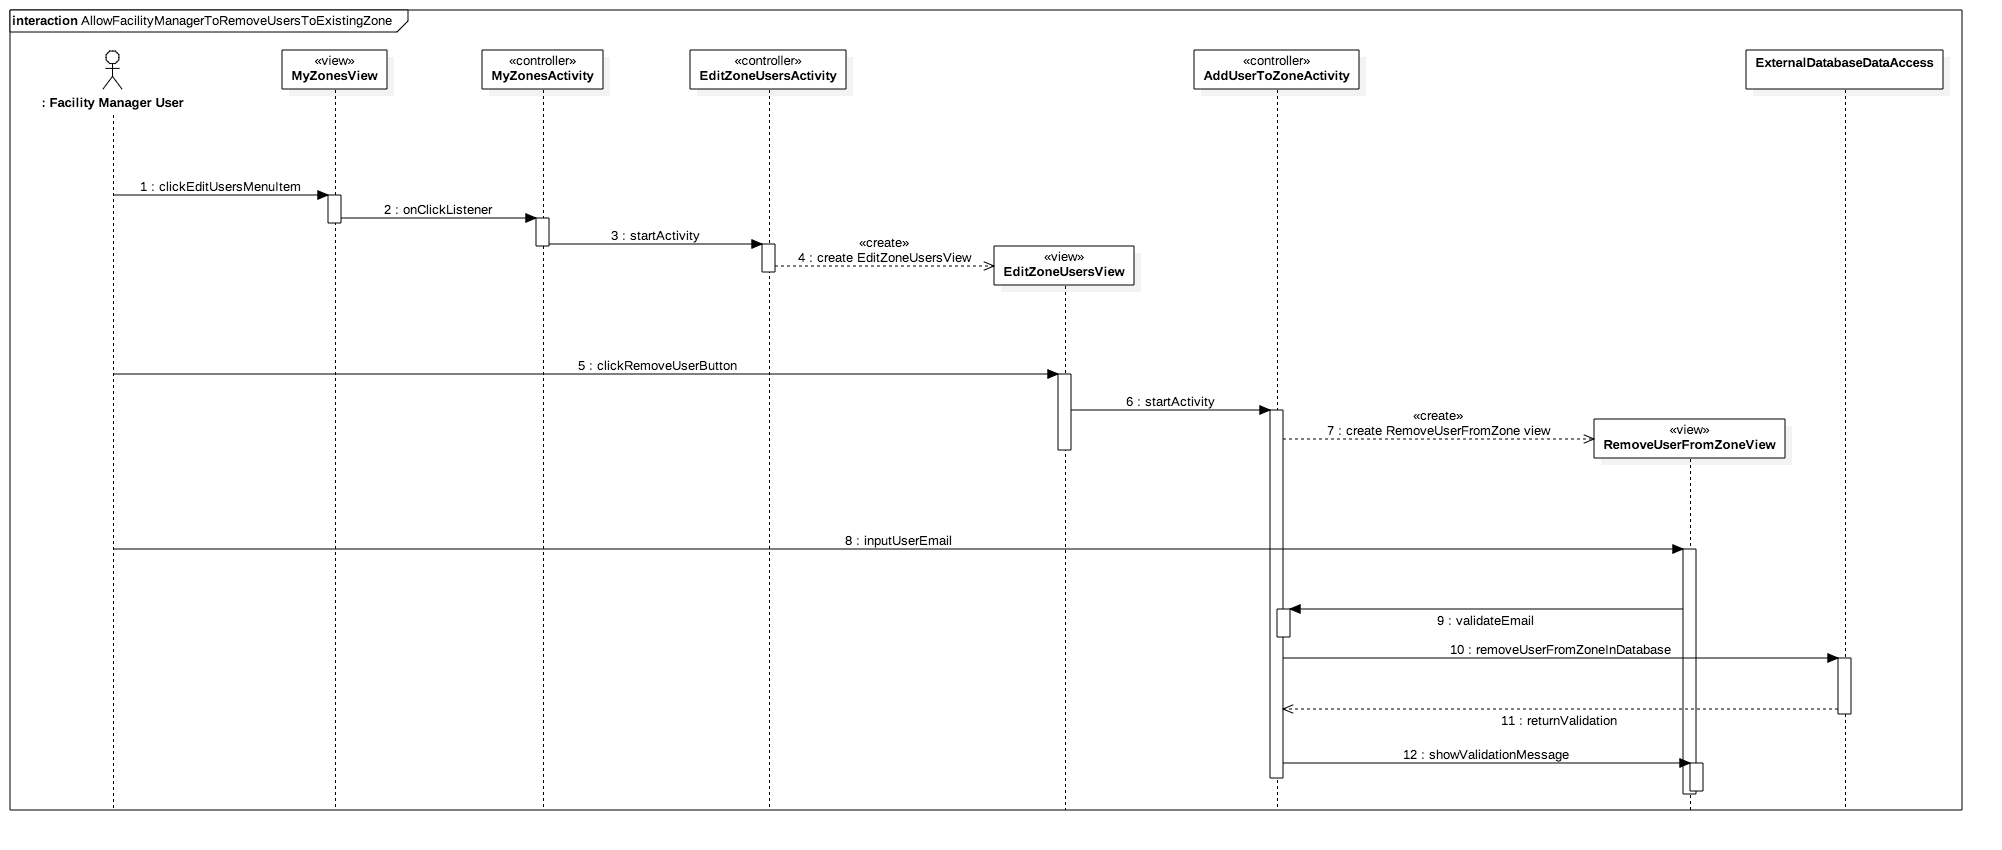 interaction AllowFacilityManagerToRemoveUsersToExistingZone
: Facility Manager User
«view»
MyZonesView
«controller»
MyZonesActivity
«controller»
EditZoneUsersActivity
«controller»
AddUserToZoneActivity
ExternalDatabaseDataAccess
1 : clickEditUsersMenuItem
2 : onClickListener
3 : startActivity
«create»
4 : create EditZoneUsersView
«view»
EditZoneUsersView
5 : clickRemoveUserButton
6 : startActivity
«create»
7 : create RemoveUserFromZone view
«view»
RemoveUserFromZoneView
8 : inputUserEmail
9 : validateEmail
10 : removeUserFromZoneInDatabase
11 : returnValidation
12 : showValidationMessage